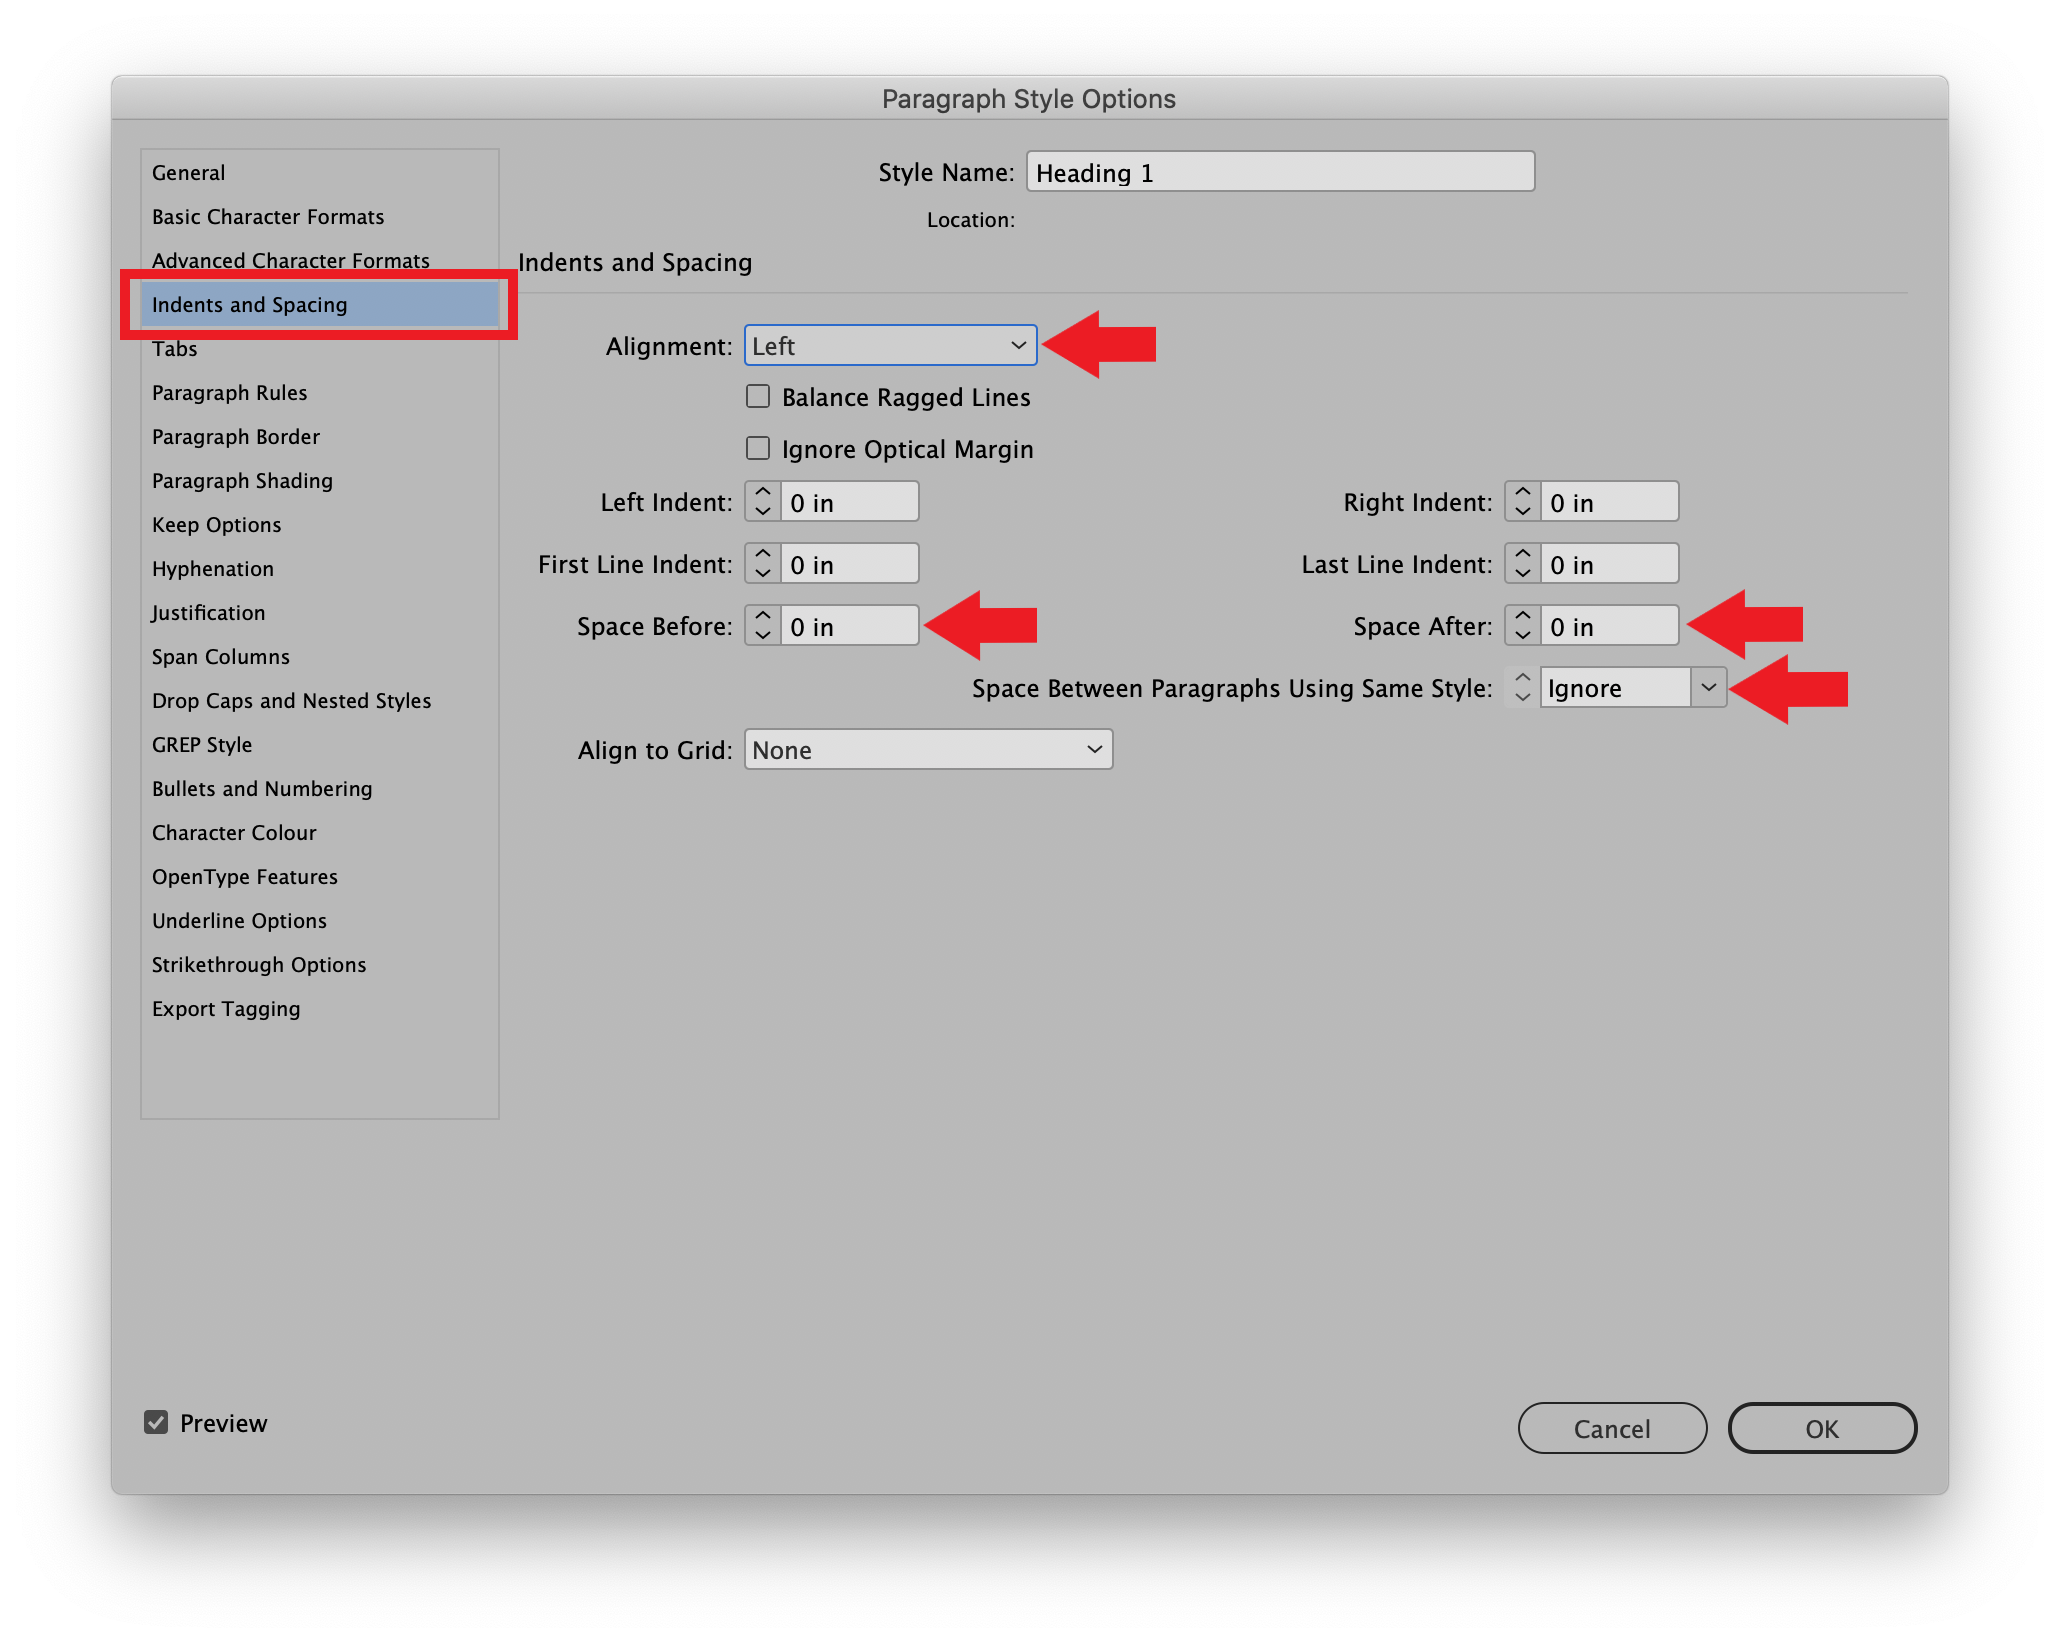 Paragraph Style Options
General
Basic Character Formats
Advanced Character Formats
Indents and Spacing
Tabs
Paragraph Rules
Paragraph Border
Paragraph Shading
Keep Options
Hyphenation
Justification
Span Columns
Drop Caps and Nested Styles
GREP Style
Bullets and Numbering
Character Colour
OpenType Features
Underline Options
Strikethrough Options
Export Tagging
Style Name: Heading 1
Location:
Indents and Spacing
Alignment: Left
Balance Ragged Lines
Ignore Optical Margin
Left Indent: 0 in Right Indent: 0 in
First Line Indent: 0 in Last Line Indent: 0 in
Space Before: 0 in Space After: 0 in
Space Between Paragraphs Using Same Style: Ignore
Align to Grid: None
Preview Cancel OK